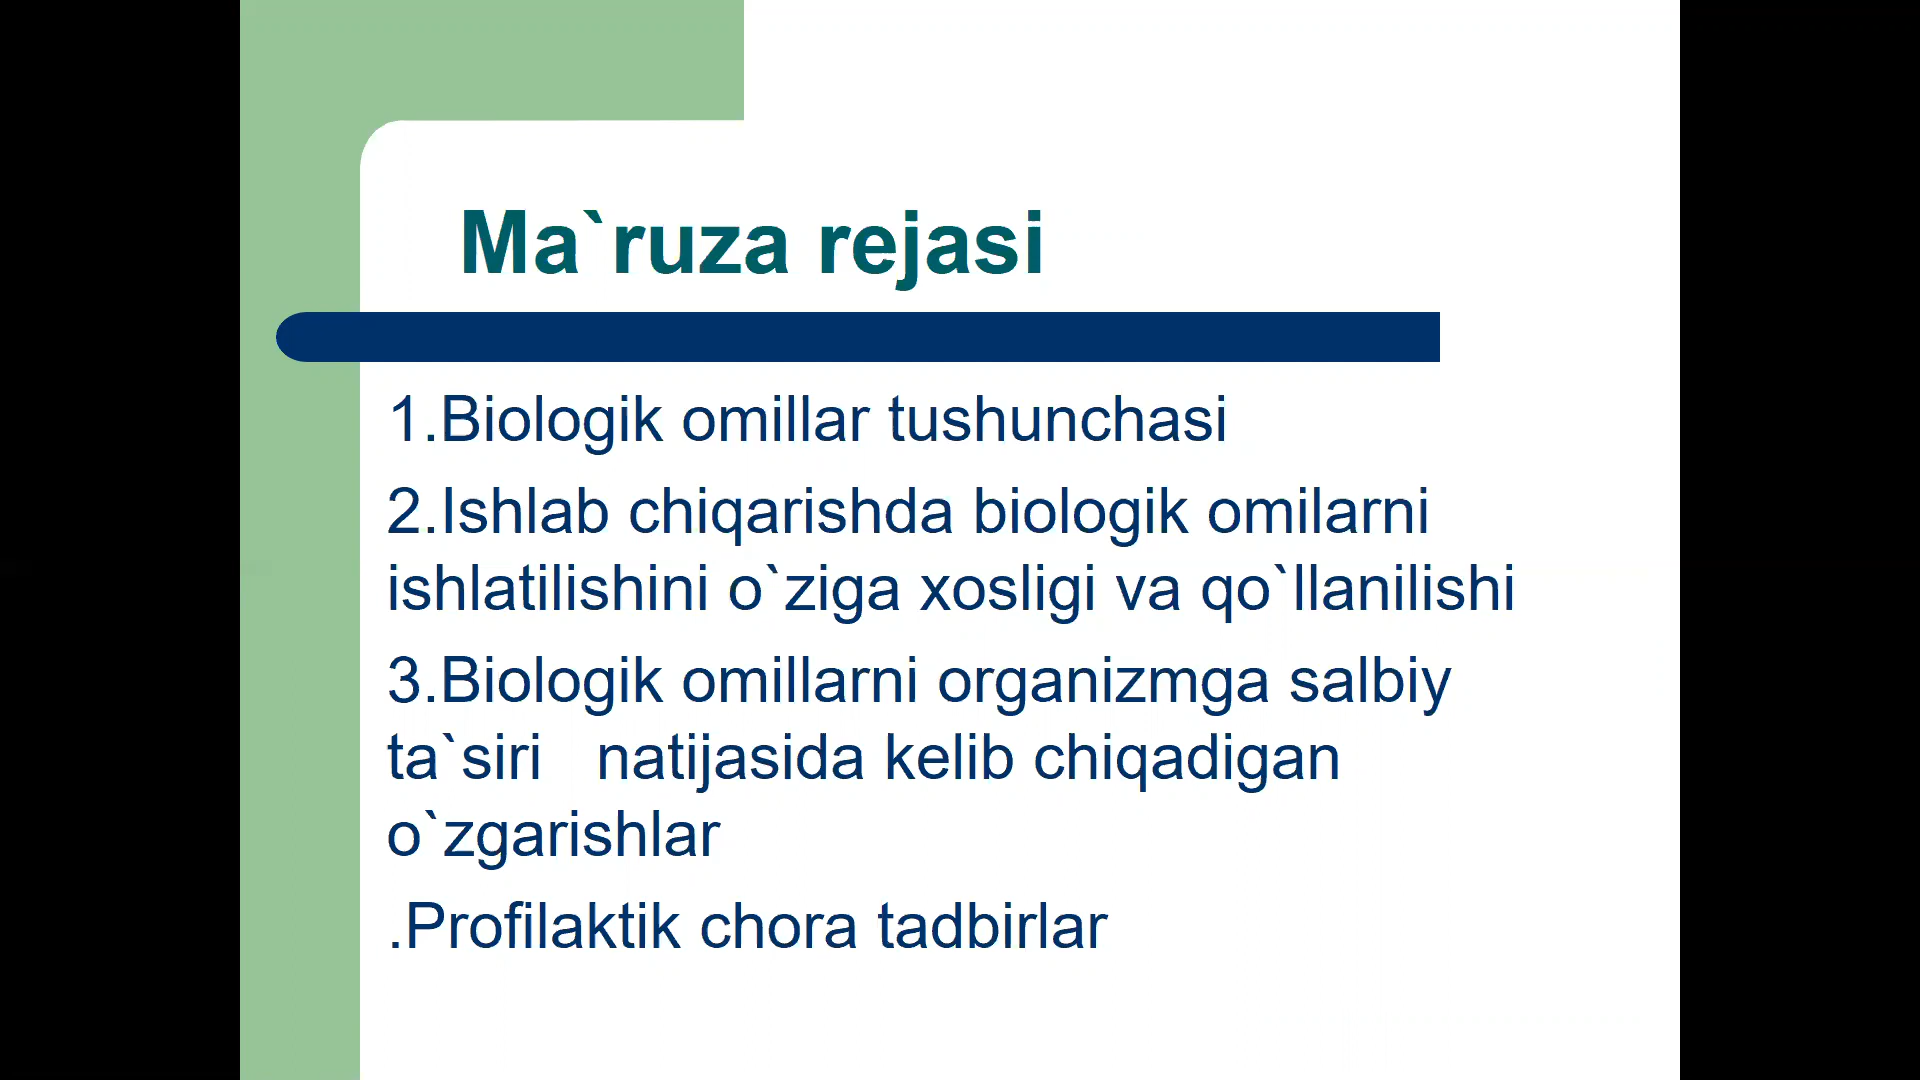 Ma`ruza rejasi
1.Biologik omillar tushunchasi
2.Ishlab chiqarishda biologik omilarni
ishlatilishini o`ziga xosligi va qo`llanilishi
3.Biologik omillarni organizmga salbiy
ta`siri   natijasida kelib chiqadigan
o`zgarishlar
.Profilaktik chora tadbirlar